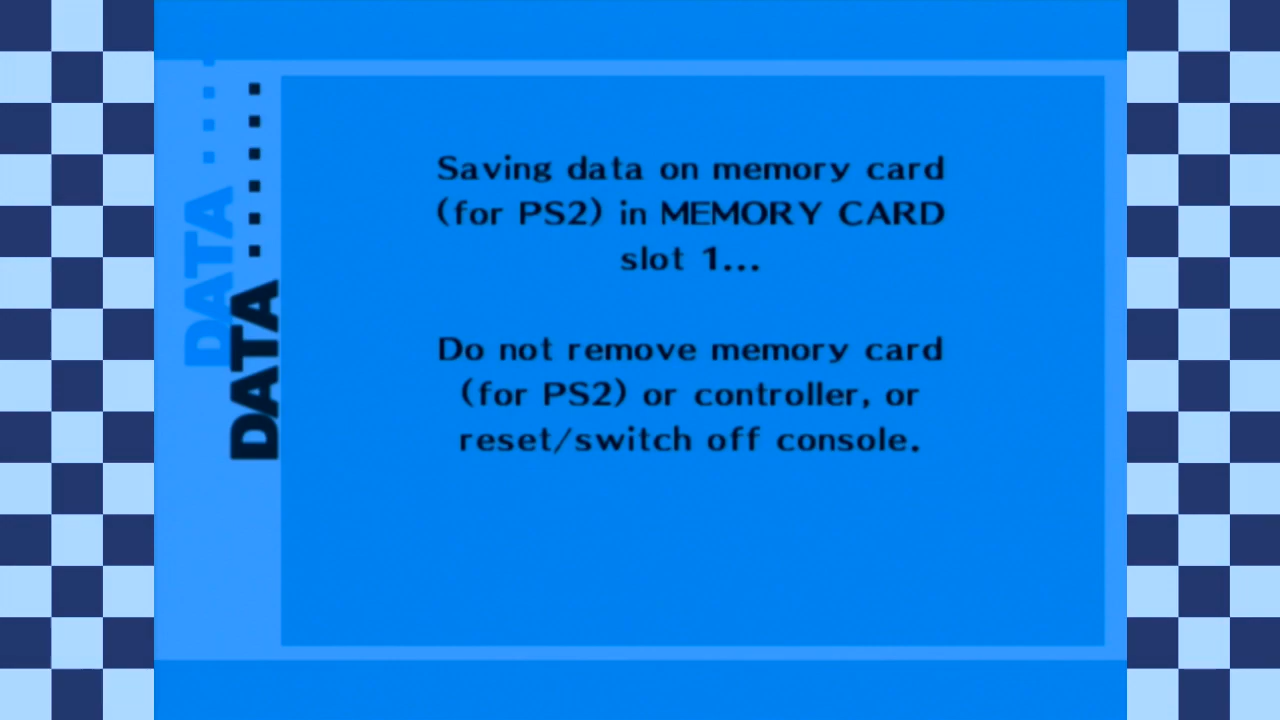 DATA......
DATA....
Saving data on memory card
(for PS2) in MEMORY CARD
slot 1...
Do not remove memory card
(for PS2) or controller, or
reset/switch off console.